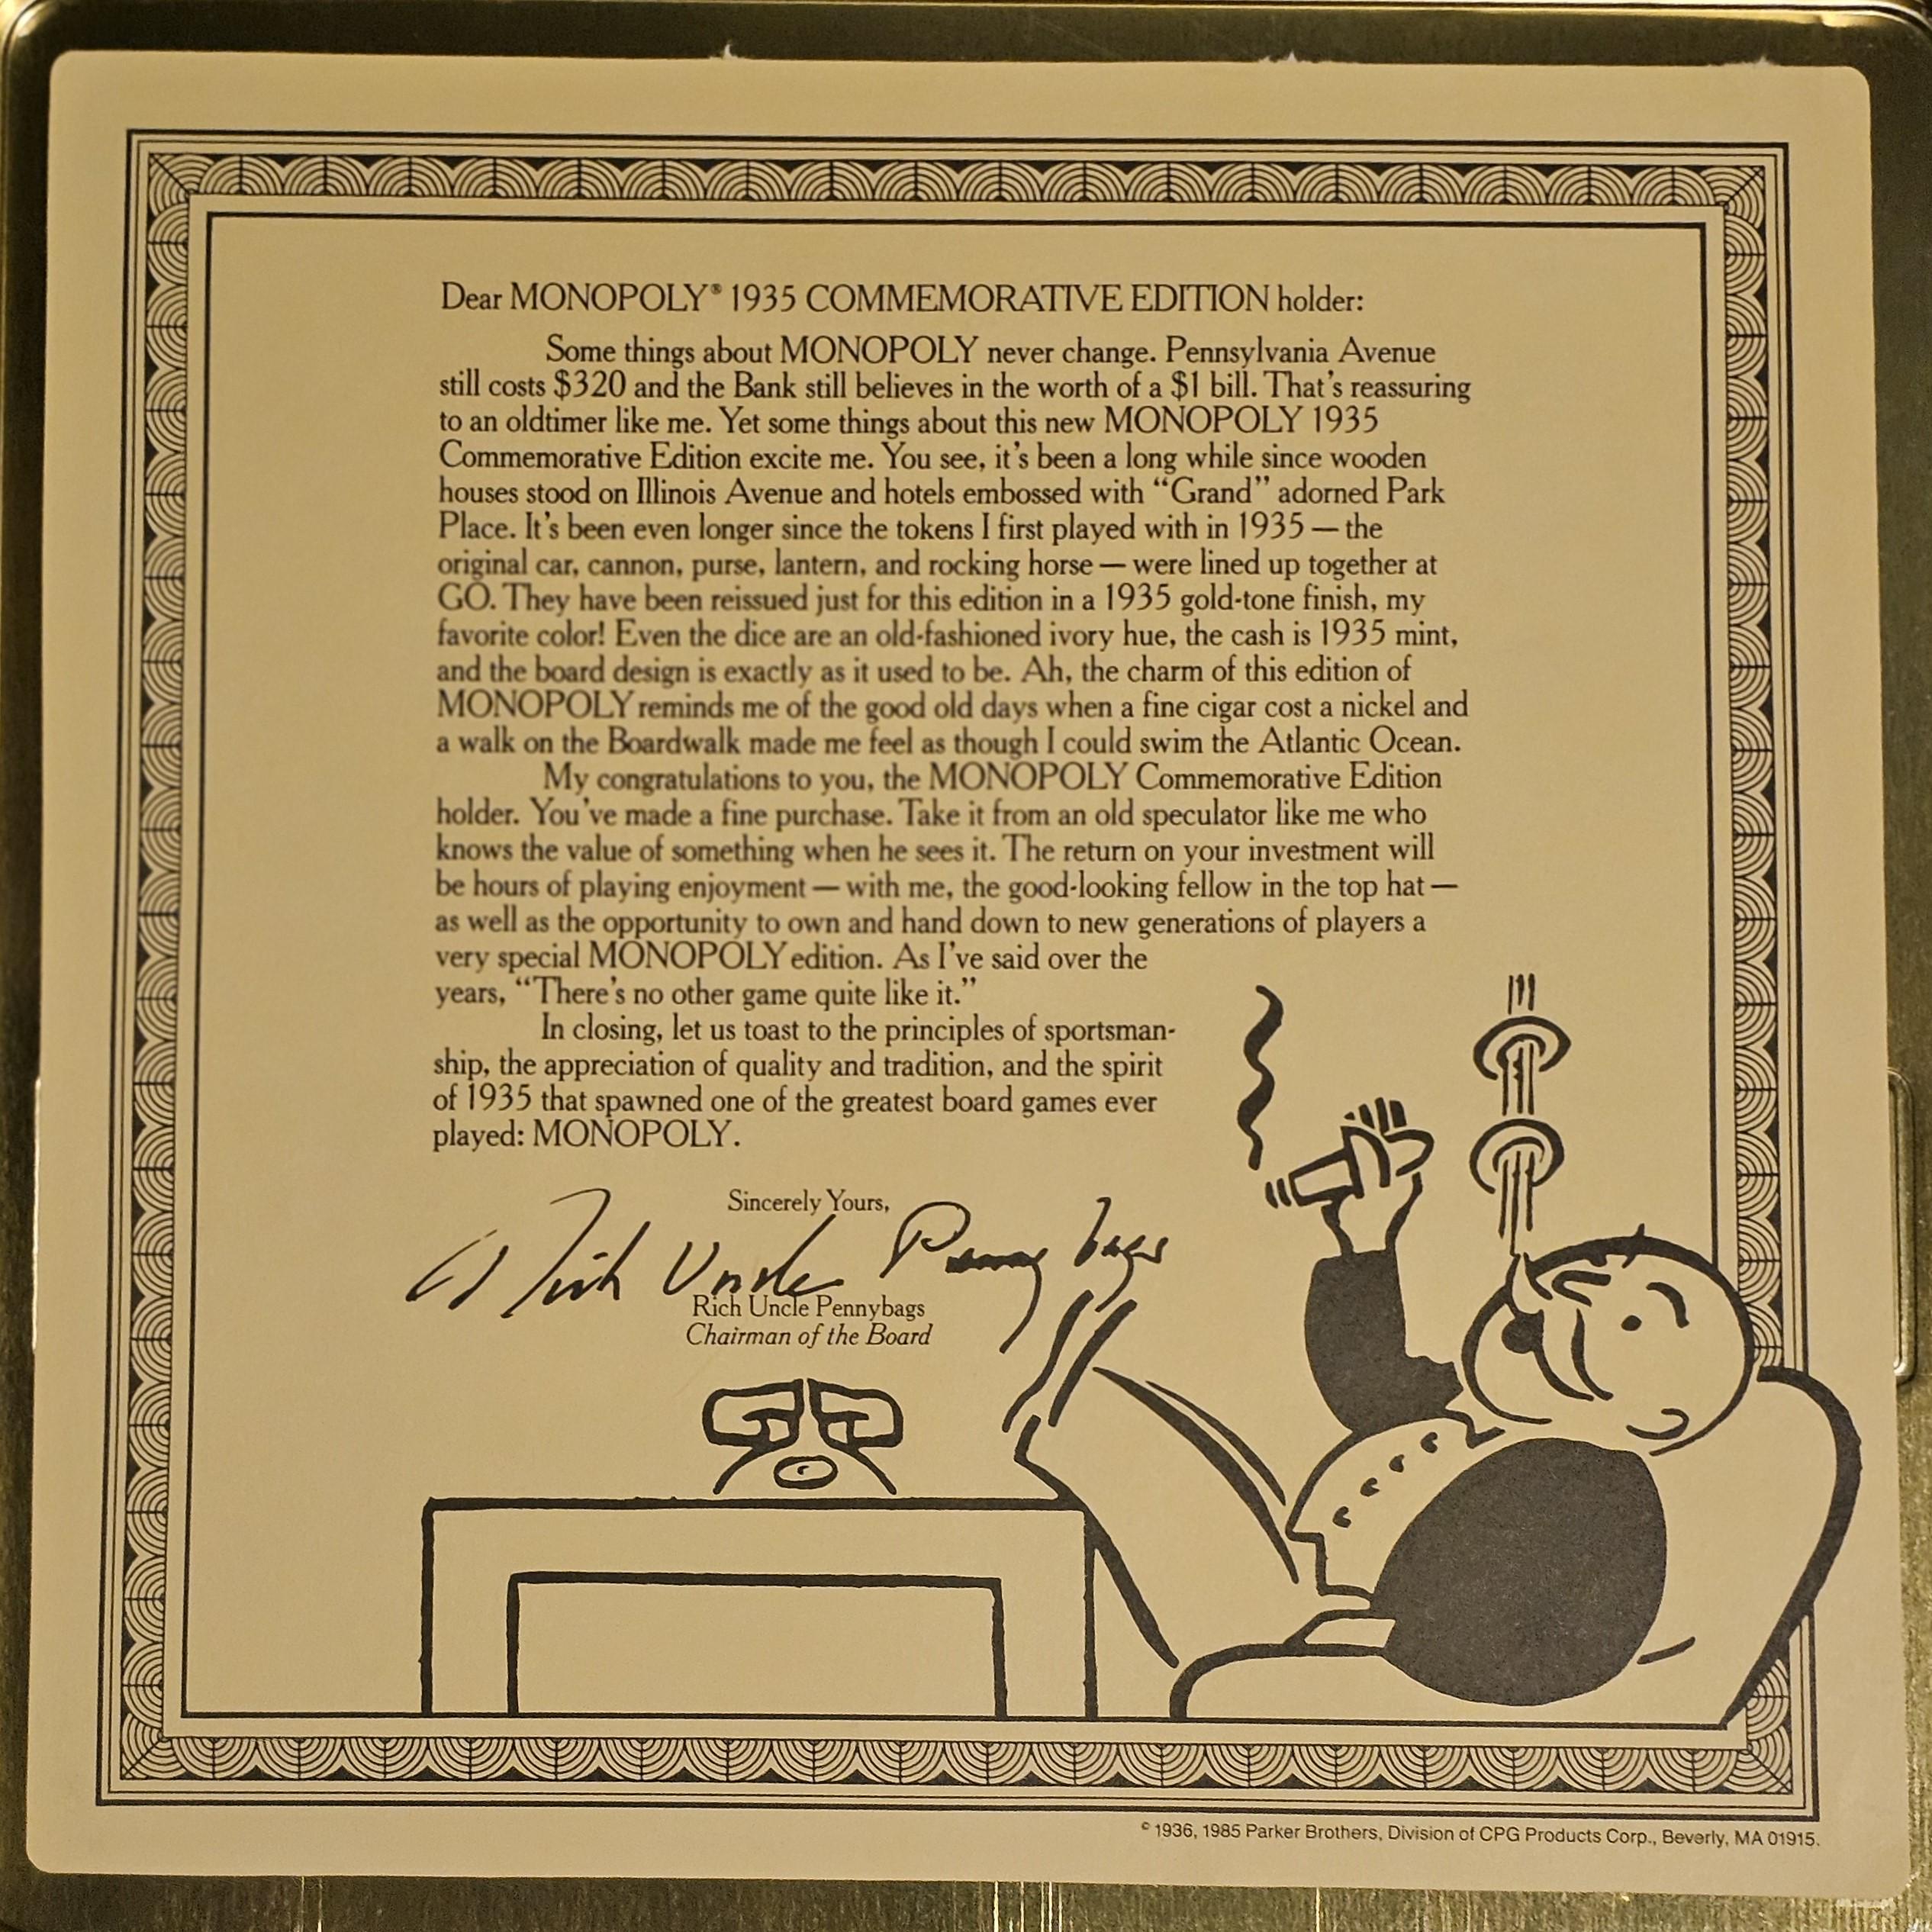 Dear MONOPOLY® 1935 COMMEMORATIVE EDITION holder:
Some things about MONOPOLY never change. Pennsylvania Avenue
still costs $320 and the Bank still believes in the worth of a $1 bill. That's reassuring
to an oldtimer like me. Yet some things about this new MONOPOLY 1935
Commemorative Edition excite me. You see, it's been a long while since wooden
houses stood on Illinois Avenue and hotels embossed with “Grand” adorned Park
Place. It's been even longer since the tokens I first played with in 1935 — the
original car, cannon, purse, lantern, and rocking horse — were lined up together at
GO. They have been reissued just for this edition in a 1935 gold-tone finish, my
favorite color! Even the dice are an old-fashioned ivory hue, the cash is 1935 mint,
and the board design is exactly as it used to be. Ah, the charm of this edition of
MONOPOLY reminds me of the good old days when a fine cigar cost a nickel and
a walk on the Boardwalk made me feel as though I could swim the Atlantic Ocean.
My congratulations to you, the MONOPOLY Commemorative Edition
holder. You've made a fine purchase. Take it from an old speculator like me who
knows the value of something when he sees it. The return on your investment will
be hours of playing enjoyment — with me, the good-looking fellow in the top hat —
as well as the opportunity to own and hand down to new generations of players a
very special MONOPOLY edition. As I've said over the
years, “There's no other game quite like it.”
In closing, let us toast to the principles of sportsman-
ship, the appreciation of quality and tradition, and the spirit
of 1935 that spawned one of the greatest board games ever
played: MONOPOLY.
Sincerely Yours,
Rich Uncle Pennybags
Rich Uncle Pennybags
Chairman of the Board
© 1936, 1985 Parker Brothers, Division of CPG Products Corp., Beverly, MA 01915.